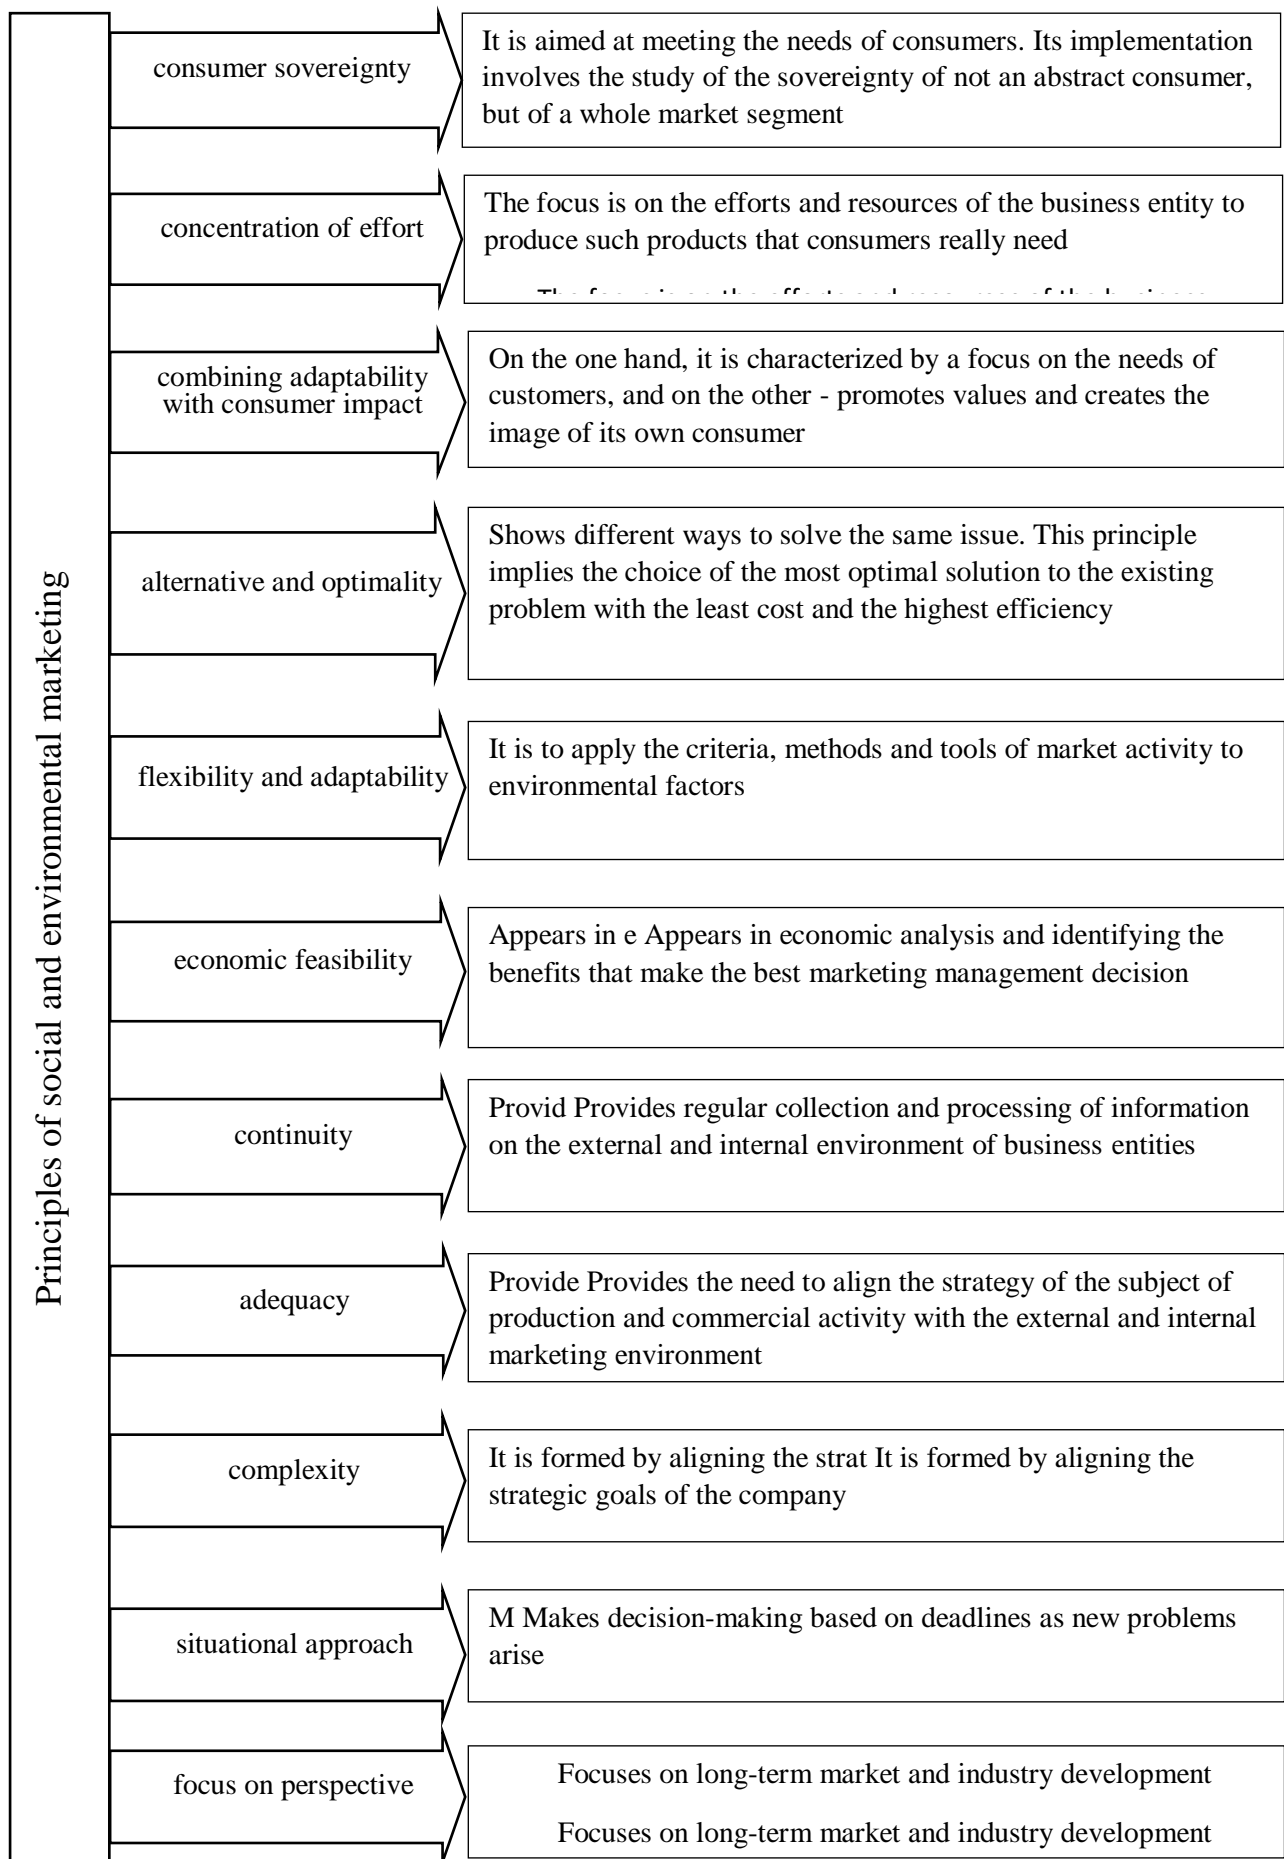 Principles of social and environmental marketing
consumer sovereignty
It is aimed at meeting the needs of consumers. Its implementation
involves the study of the sovereignty of not an abstract consumer,
but of a whole market segment
concentration of effort
The focus is on the efforts and resources of the business entity to
produce such products that consumers really need
The focus is on the efforts and resources of the business
combining adaptability
with consumer impact
On the one hand, it is characterized by a focus on the needs of
customers, and on the other - promotes values and creates the
image of its own consumer
alternative and optimality
Shows different ways to solve the same issue. This principle
implies the choice of the most optimal solution to the existing
problem with the least cost and the highest efficiency
flexibility and adaptability
It is to apply the criteria, methods and tools of market activity to
environmental factors
economic feasibility
Appears in e Appears in economic analysis and identifying the
benefits that make the best marketing management decision
continuity
Provid Provides regular collection and processing of information
on the external and internal environment of business entities
adequacy
Provide Provides the need to align the strategy of the subject of
production and commercial activity with the external and internal
marketing environment
complexity
It is formed by aligning the strat It is formed by aligning the
strategic goals of the company
situational approach
M Makes decision-making based on deadlines as new problems
arise
focus on perspective
Focuses on long-term market and industry development
Focuses on long-term market and industry development